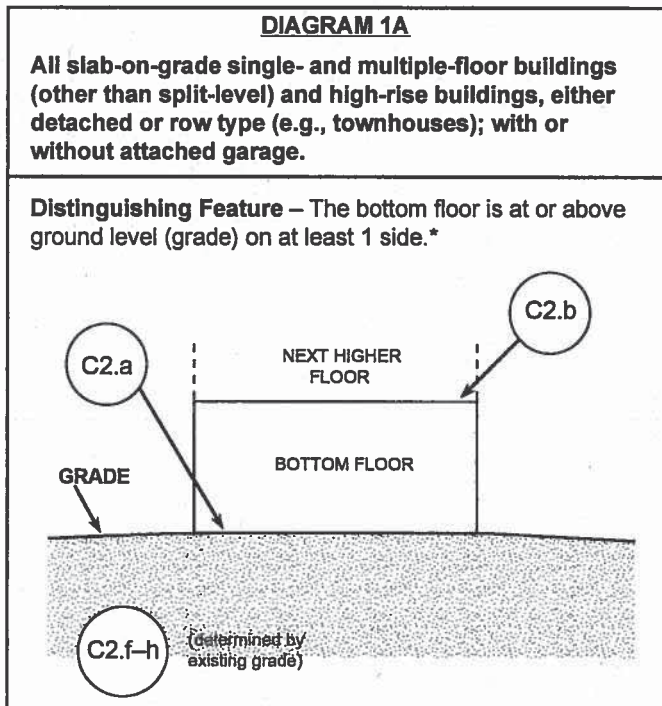 DIAGRAM 1A
All slab-on-grade single- and multiple-floor buildings
(other than split-level) and high-rise buildings, either
detached or row type (e.g., townhouses); with or
without attached garage.
Distinguishing Feature – The bottom floor is at or above
ground level (grade) on at least 1 side.*
C2.b
C2.a
NEXT HIGHER
FLOOR
BOTTOM FLOOR
GRADE
C2.f–h
(determined by
existing grade)